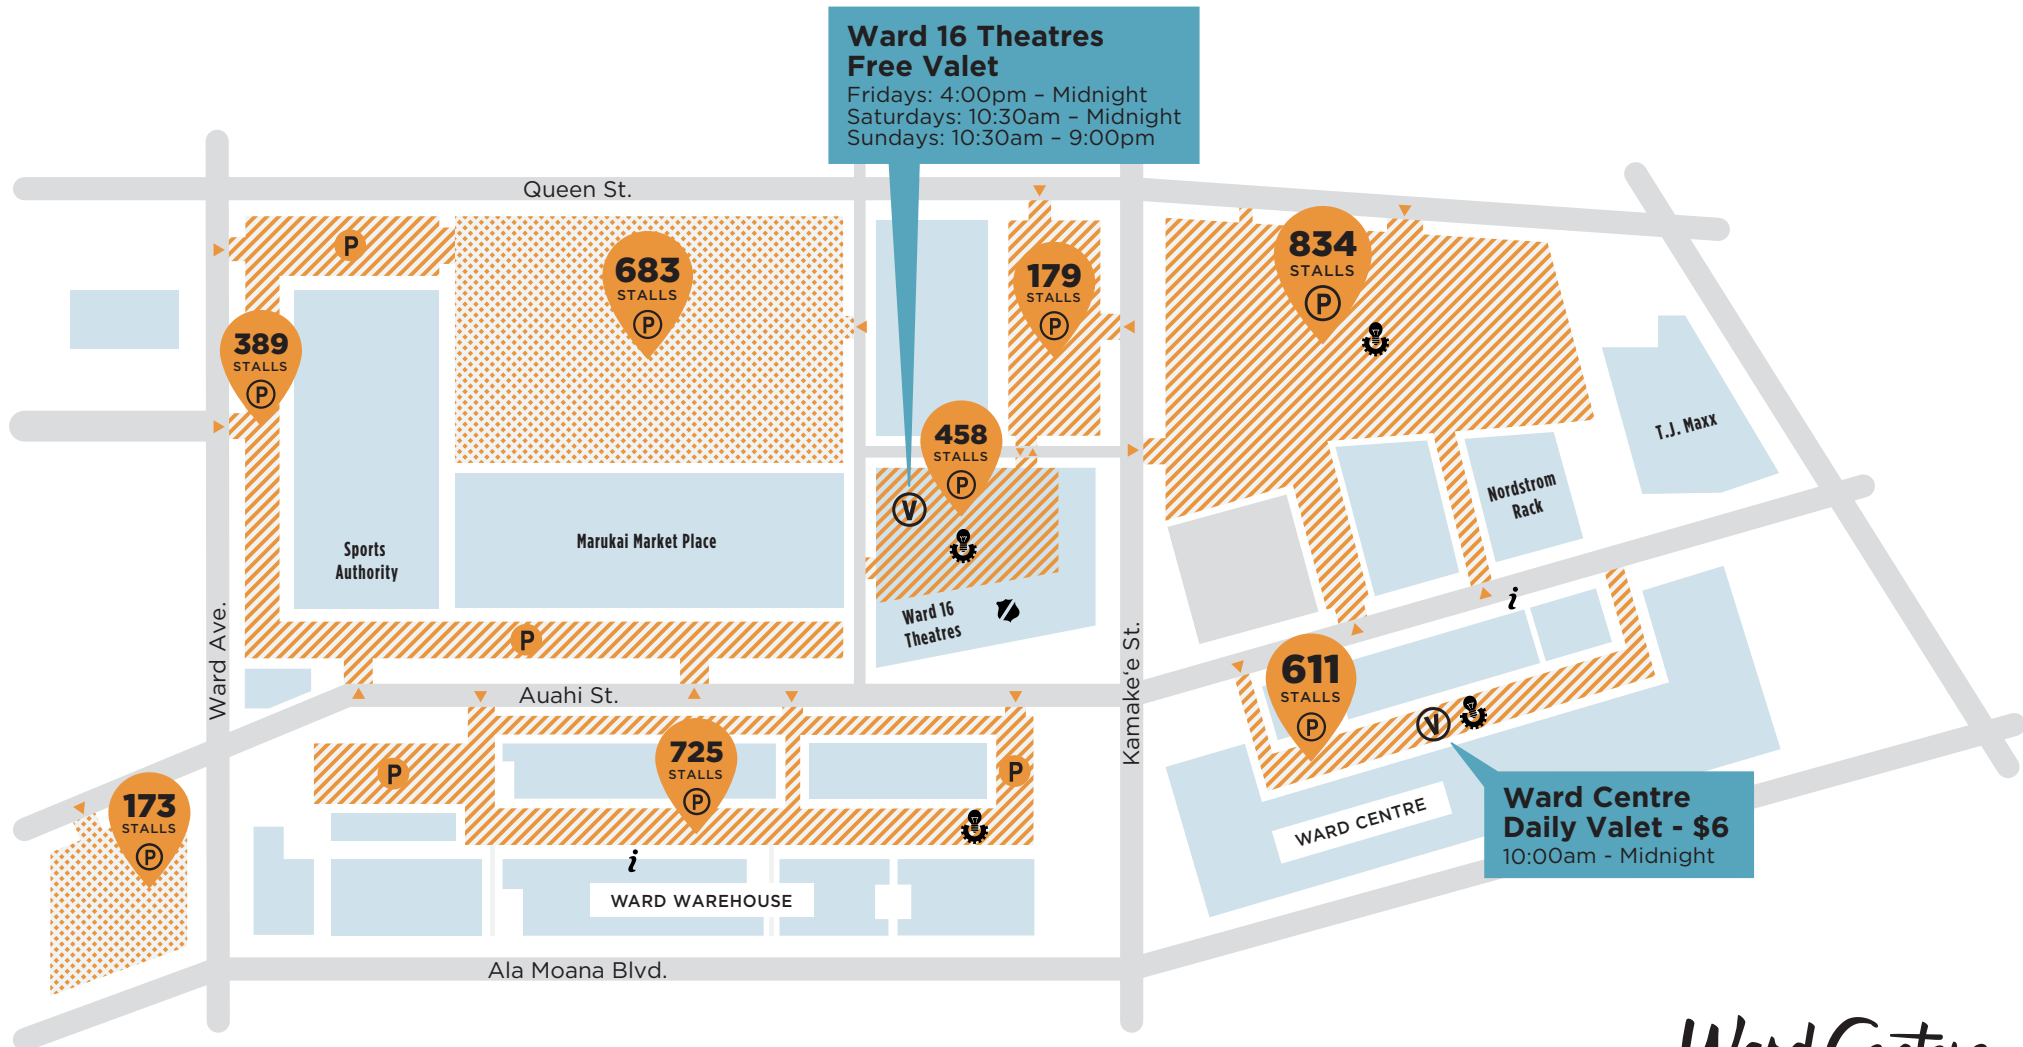 Ward 16 Theatres
Free Valet
Fridays: 4:00pm – Midnight
Saturdays: 10:30am – Midnight
Sundays: 10:30am – 9:00pm
Queen St.
P
683
STALLS
P
179
STALLS
P
834
STALLS
P
389
STALLS
P
458
STALLS
P
V
T.J. Maxx
Nordstrom
Rack
Sports
Authority
Marukai Market Place
Ward 16
Theatres
i
P
Ward Ave.
Auahi St.
Kamake‘e St.
611
STALLS
P
V
725
STALLS
P
P
P
173
STALLS
P
WARD CENTRE
Ward Centre
Daily Valet - $6
10:00am - Midnight
i
WARD WAREHOUSE
Ala Moana Blvd.